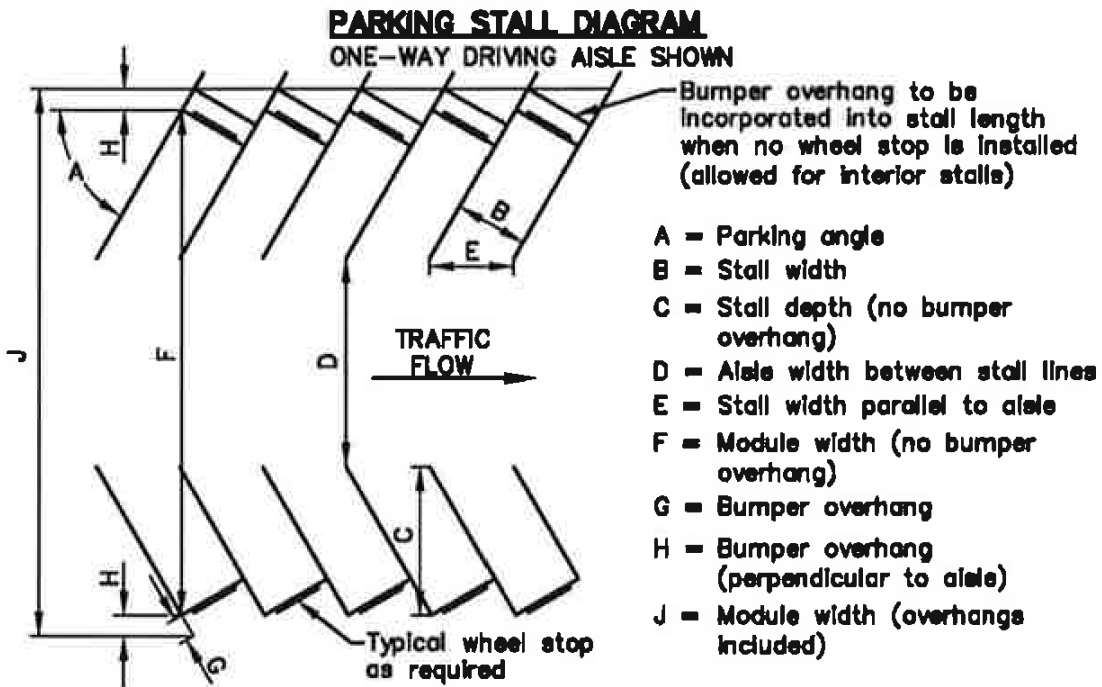 PARKING STALL DIAGRAM
ONE-WAY DRIVING AISLE SHOWN
Bumper overhang to be
incorporated into stall length
when no wheel stop is installed
(allowed for interior stalls)
H
A
B
E
A = Parking angle
B = Stall width
C = Stall depth (no bumper
overhang)
D = Aisle width between stall lines
E = Stall width parallel to aisle
F = Module width (no bumper
overhang)
G = Bumper overhang
H = Bumper overhang
(perpendicular to aisle)
J = Module width (overhangs
included)
J
F
D
TRAFFIC
FLOW
C
H
G
Typical wheel stop
as required